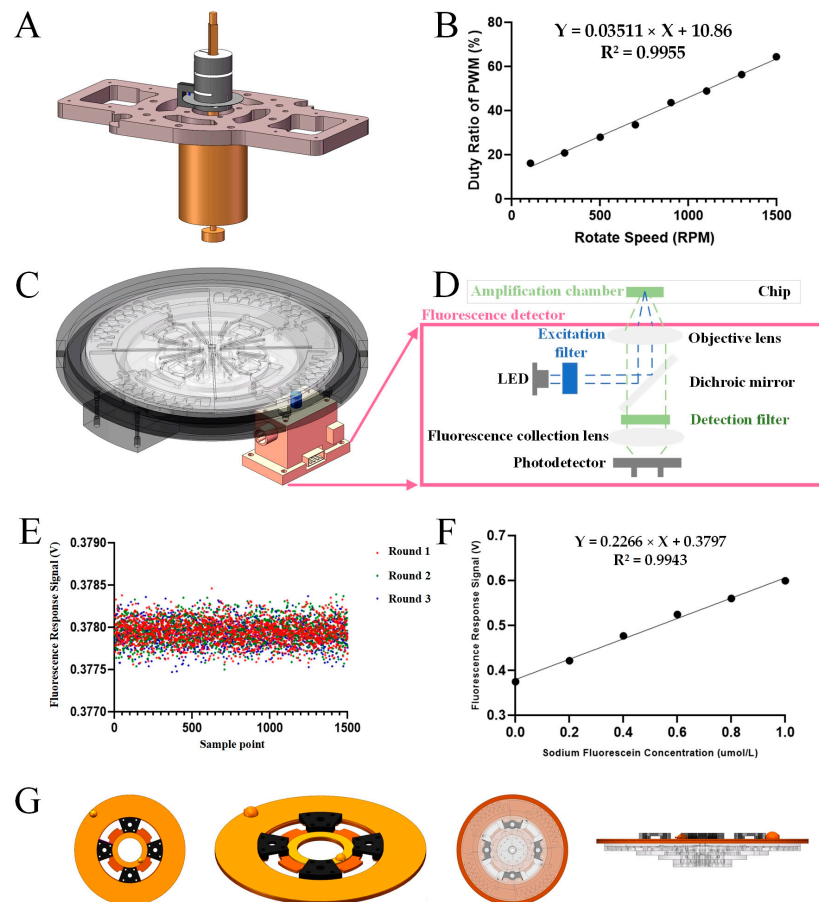 A
B
Y = 0.03511 × X + 10.86
R² = 0.9955
Duty Ratio of PWM (%)
80
60
40
20
0
0
500
1000
1500
Rotate Speed (RPM)
C
D
Amplification chamber
Chip
Fluorescence detector
Excitation
filter
Objective lens
LED
Dichroic mirror
Detection filter
Fluorescence collection lens
Photodetector
E
Fluorescence Response Signal (V)
0.3790
0.3785
0.3780
0.3775
0.3770
0
500
1000
1500
Sample point
Round 1
Round 2
Round 3
F
Y = 0.2266 × X + 0.3797
R² = 0.9943
Fluorescence Response Signal (V)
0.7
0.6
0.5
0.4
0.3
0.0
0.2
0.4
0.6
0.8
1.0
Sodium Fluorescein Concentration (umol/L)
G